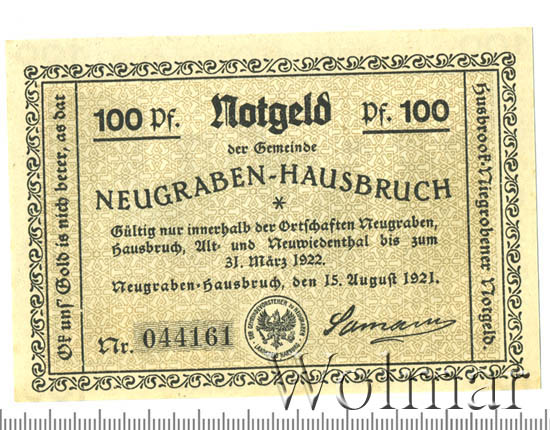 100 Pf. Notgeld Pf. 100
der Gemeinde
NEUGRABEN-HAUSBRUCH
*
Gültig nur innerhalb der Ortschaften Neugraben,
Hausbruch, Alt- und Neuwiedenthal bis zum
31. März 1922.
Neugraben-Hausbruch, den 15. August 1921.
Nr. 044161
Ok uns' Gold is nich beter, as dat
Husbrook-Niegrobener Notgeld.
Wolmar